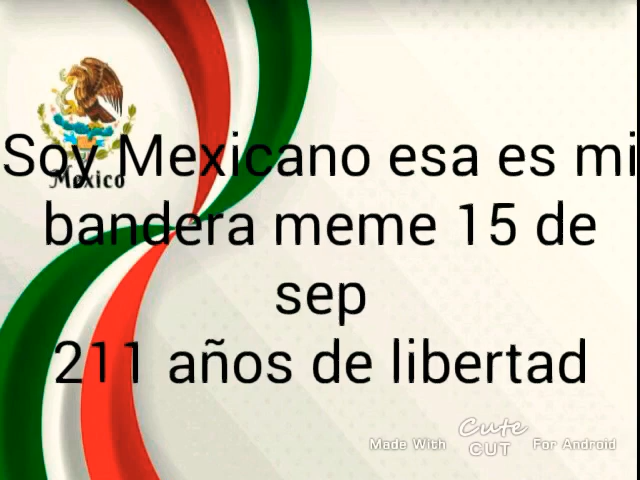 Mexico
Soy Mexicano esa es mi
bandera meme 15 de
sep
211 años de libertad
Made With Cute CUT For Android